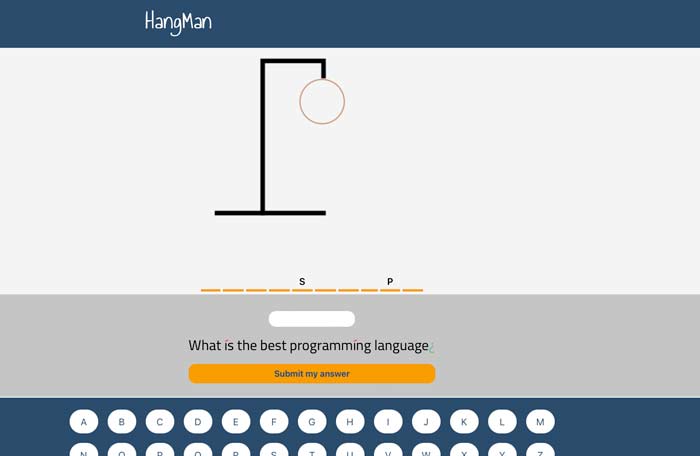 HangMan
S P
What is the best programming language¿
Submit my answer
A B C D E F G H I J K L M
N O P Q R S T U V W X Y Z